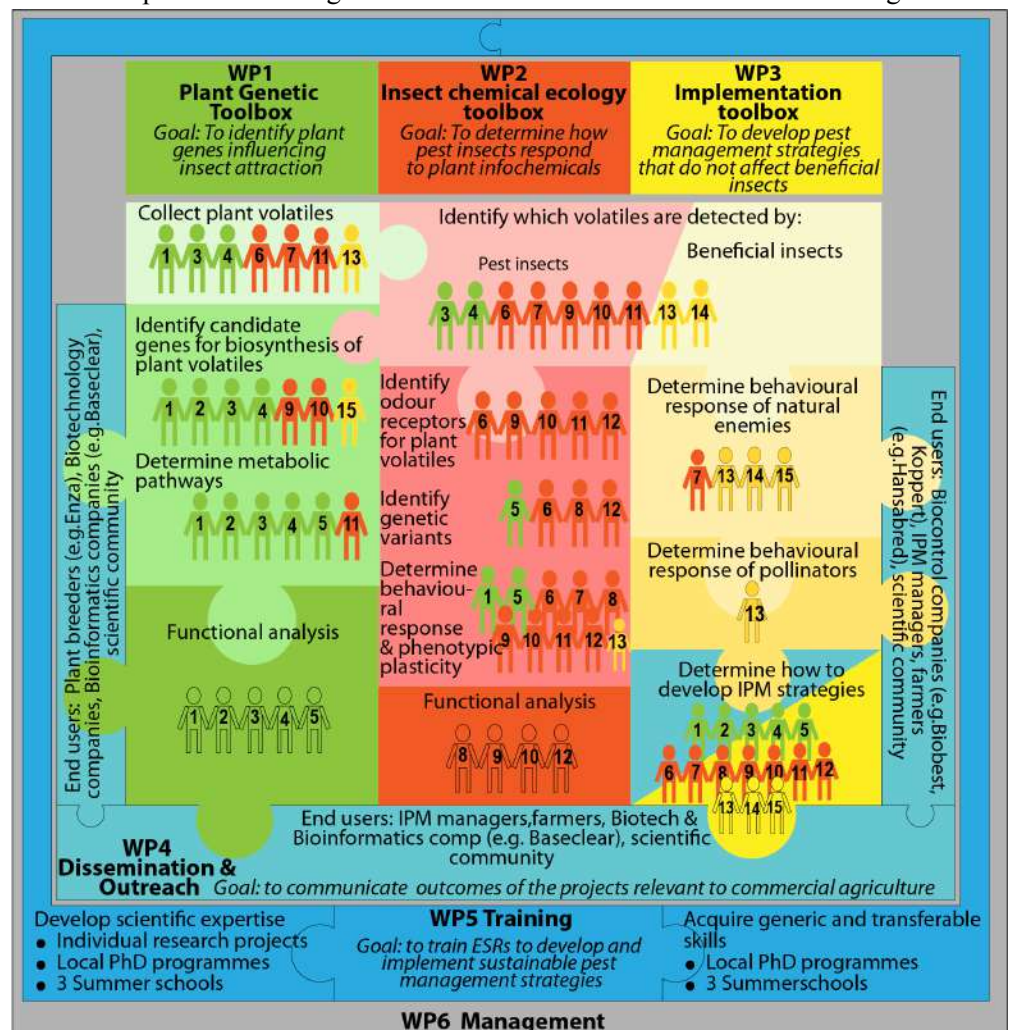 WP1
Plant Genetic
Toolbox
Goal: To identify plant
genes influencing
insect attraction
WP2
Insect chemical ecology
toolbox
Goal: To determine how
pest insects respond
to plant infochemicals
WP3
Implementation
toolbox
Goal: To develop pest
management strategies
that do not affect beneficial
insects
Collect plant volatiles
1 3 4 6 7 11 13
Identify which volatiles are detected by:
Beneficial insects
Pest insects
3 4 6 7 9 10 11 13 14
Identify candidate
genes for biosynthesis of
plant volatiles
1 2 3 4 9 10 15
Determine metabolic
pathways
1 2 3 4 5 11
Functional analysis
1 2 3 4 5
Identify
odour
receptors
for plant
volatiles
6 9 10 11 12
Identify
genetic
variants
5 6 8 12
Determine
behaviou-
ral
response
& phenotypic
plasticity
1 5 6 7 8
9 10 11 12 13
Functional analysis
8 9 10 12
Determine behavioural
response of natural
enemies
7 13 14 15
Determine behavioural
response of pollinators
13
Determine how to
develop IPM strategies
1 2 3 4 5
6 7 8 9 10 11 12
13 14 15
End users: Plant breeders (e.g.Enza), Biotechnology
companies, Bioinformatics companies (e.g.Baseclear),
scientific community
End users: Biocontrol companies (e.g.Biobest,
Koppert), IPM managers, farmers
(e.g.Hansabred), scientific community
End users: IPM managers,farmers, Biotech &
Bioinformatics comp (e.g. Baseclear), scientific
community
WP4
Dissemination &
Outreach Goal: to communicate outcomes of the projects relevant to commercial agriculture
Develop scientific expertise
● Individual research projects
● Local PhD programmes
● 3 Summer schools
WP5 Training
Goal: to train ESRs to develop and
implement sustainable pest
management strategies
Acquire generic and transferable
skills
● Local PhD programmes
● 3 Summerschools
WP6 Management